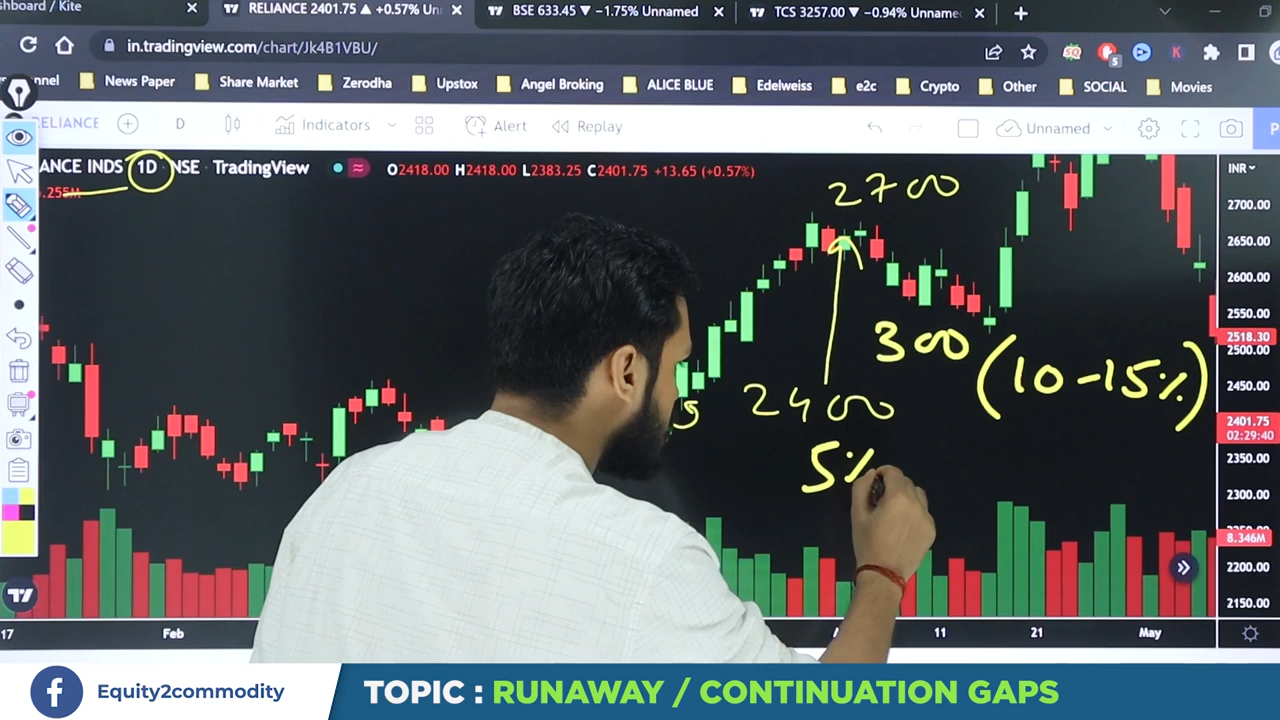 shboard / Kite
RELIANCE 2401.75 ▲ +0.57% Un
BSE 633.45 ▼ −1.75% Unnamed
TCS 3257.00 ▼ −0.94% Unname
in.tradingview.com/chart/Jk4B1VBU/
News Paper
Share Market
Zerodha
Upstox
Angel Broking
ALICE BLUE
Edelweiss
e2c
Crypto
Other
SOCIAL
Movies
RELIANCE
D
Indicators
Alert
Replay
Unnamed
ANCE INDS 1D NSE TradingView
O2418.00 H2418.00 L2383.25 C2401.75 +13.65 (+0.57%)
INR
.255M
2700
300
(10-15%)
2400
5%
2700.00
2650.00
2600.00
2550.00
2518.30
2500.00
2450.00
2401.75
02:29:40
2350.00
2300.00
8.346M
2200.00
2150.00
17
Feb
11
21
May
Equity2commodity
TOPIC : RUNAWAY / CONTINUATION GAPS